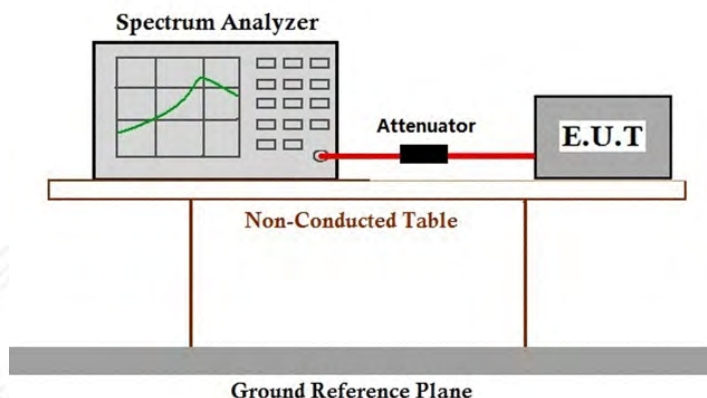 Spectrum Analyzer
Attenuator
E.U.T
Non-Conducted Table
Ground Reference Plane